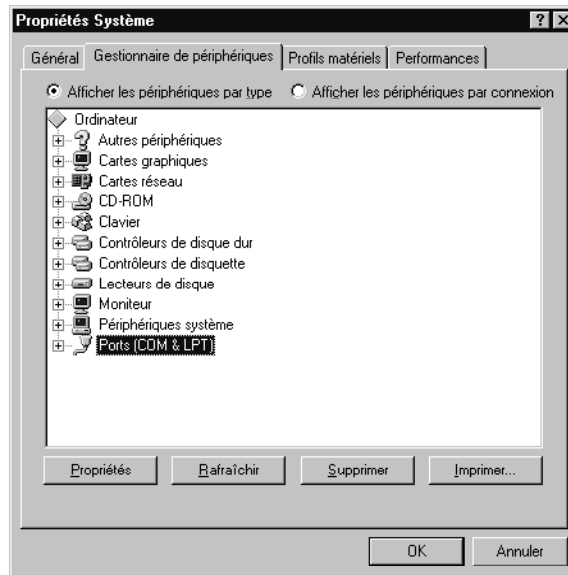 Propriétés Système
Général Gestionnaire de périphériques Profils matériels Performances
Afficher les périphériques par type Afficher les périphériques par connexion
Ordinateur
Autres périphériques
Cartes graphiques
Cartes réseau
CD-ROM
Clavier
Contrôleurs de disque dur
Contrôleurs de disquette
Lecteurs de disque
Moniteur
Périphériques système
Ports (COM & LPT)
Propriétés Rafraîchir Supprimer Imprimer...
OK Annuler